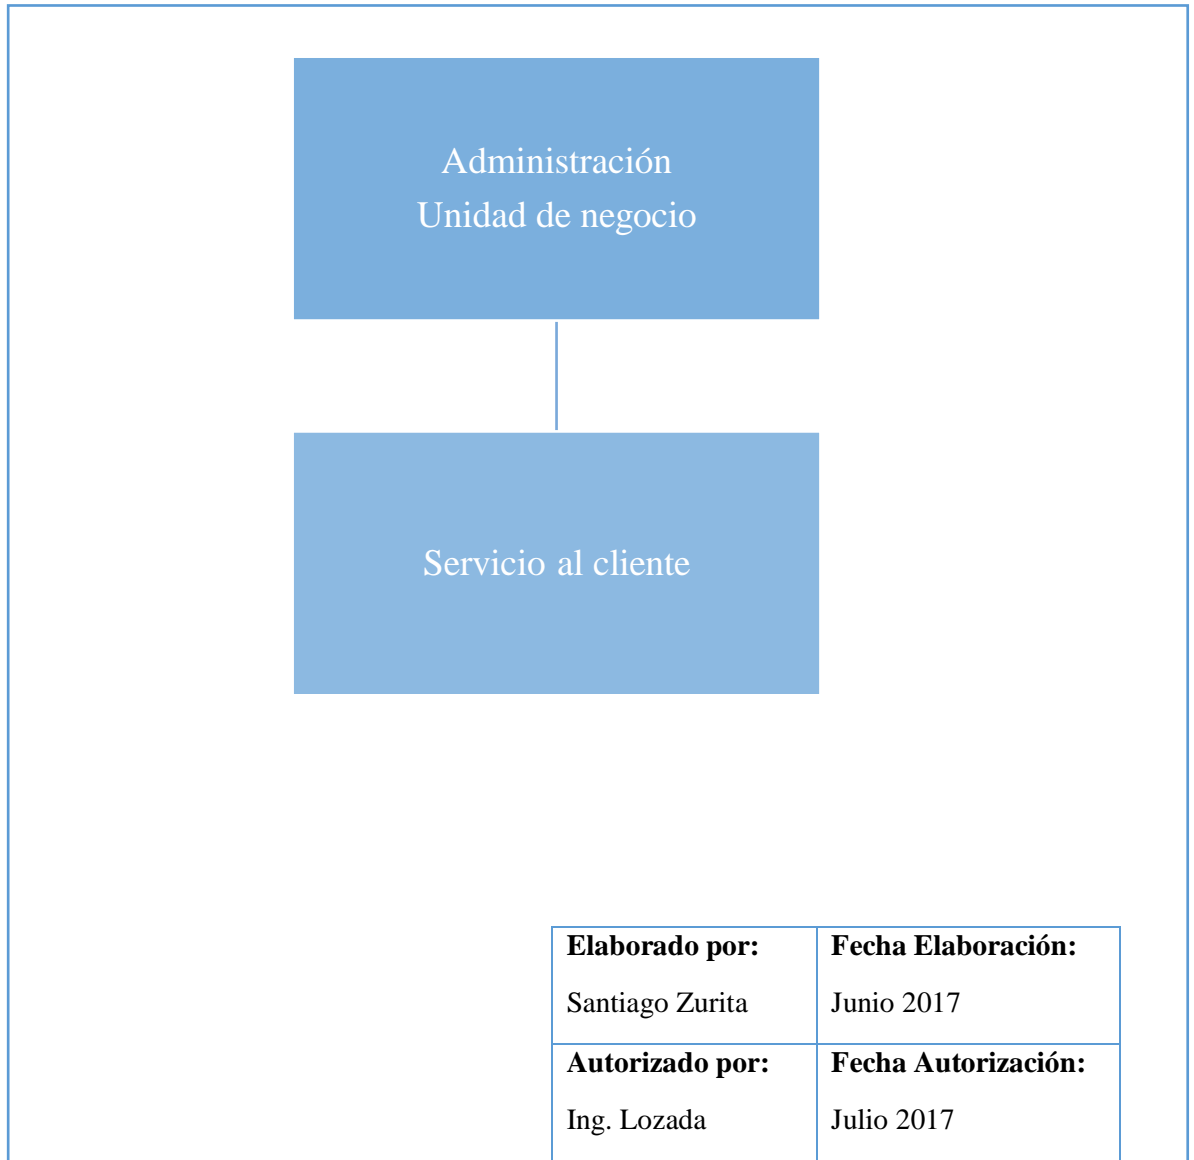 Administración
Unidad de negocio
Servicio al cliente
Elaborado por:
Fecha Elaboración:
Santiago Zurita
Junio 2017
Autorizado por:
Fecha Autorización:
Ing. Lozada
Julio 2017